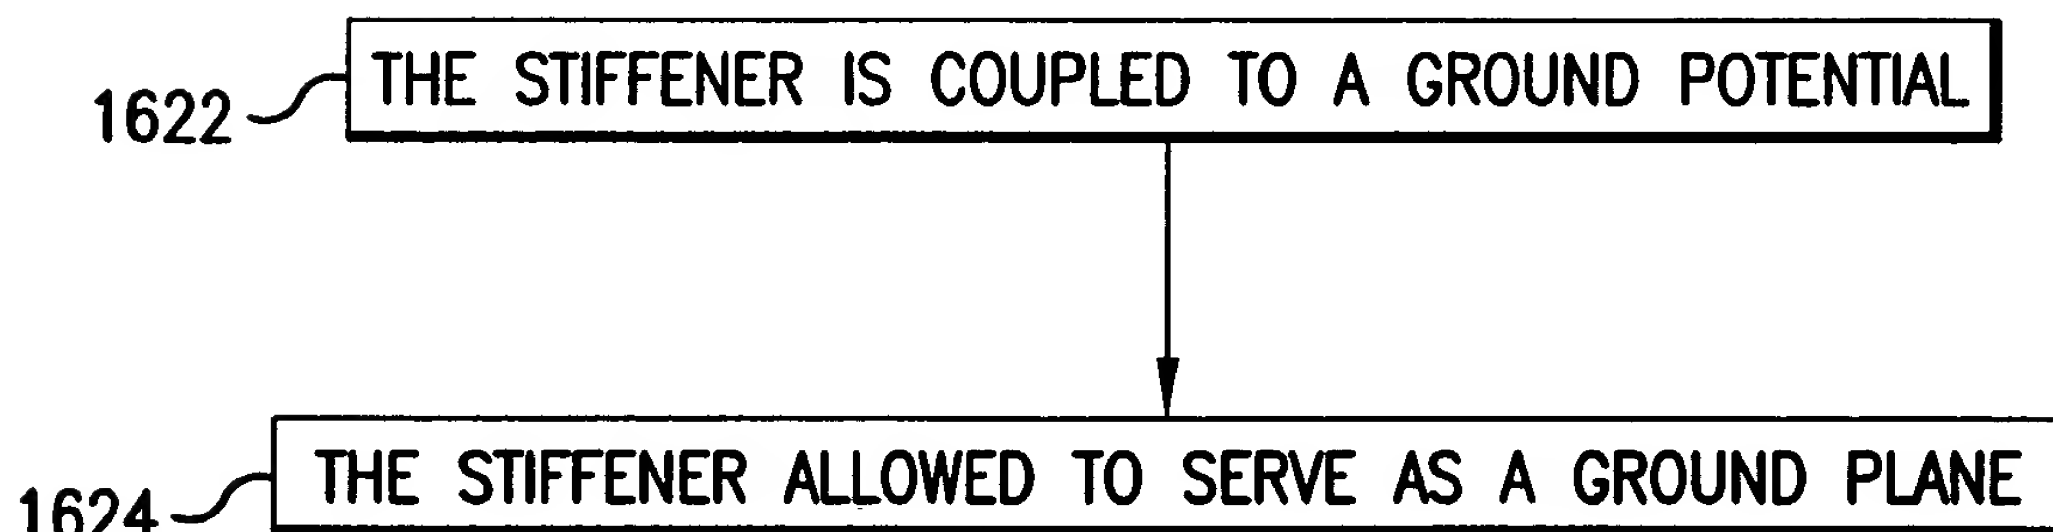 1622 THE STIFFENER IS COUPLED TO A GROUND POTENTIAL
1624 THE STIFFENER ALLOWED TO SERVE AS A GROUND PLANE